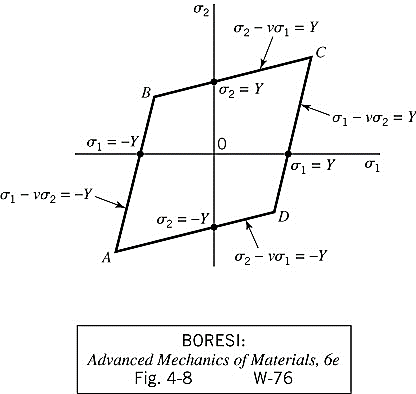 σ2
σ2 − νσ1 = Y
C
B
σ2 = Y
σ1 − νσ2 = Y
σ1 = −Y
0
σ1 = Y
σ1
σ1 − νσ2 = −Y
σ2 = −Y
D
A
σ2 − νσ1 = −Y
BORESI:
Advanced Mechanics of Materials, 6e
Fig. 4-8 W-76